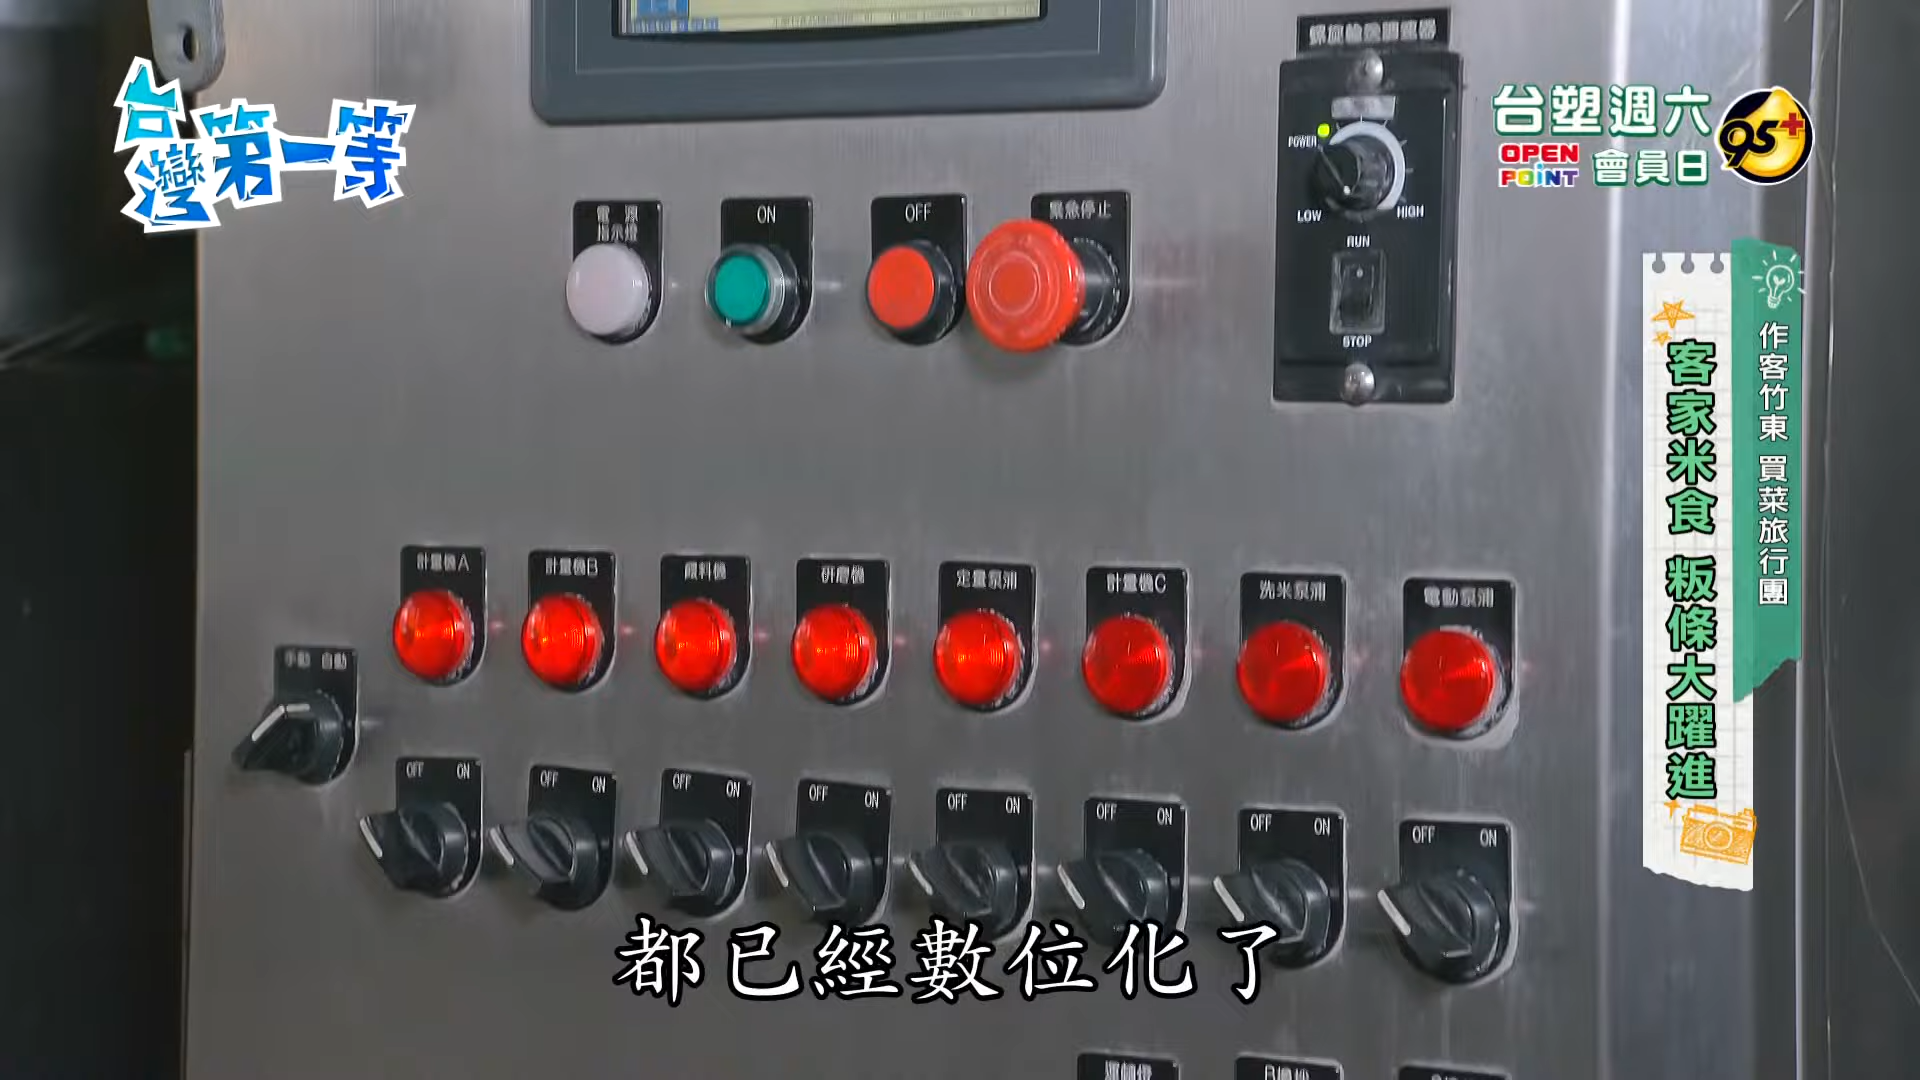 台灣第一等
台塑週六
OPEN POINT 會員日
95+
作客竹東 買菜旅行團
客家米食 粄條大躍進
POWER
LOW HIGH
RUN
STOP
電源
指示燈
ON
OFF
緊急停止
計量機A
計量機B
研磨機
定量泵浦
計量機C
洗米泵浦
電動泵浦
手動 自動
OFF ON
OFF ON
OFF ON
OFF ON
OFF ON
OFF ON
OFF ON
OFF ON
都已經數位化了